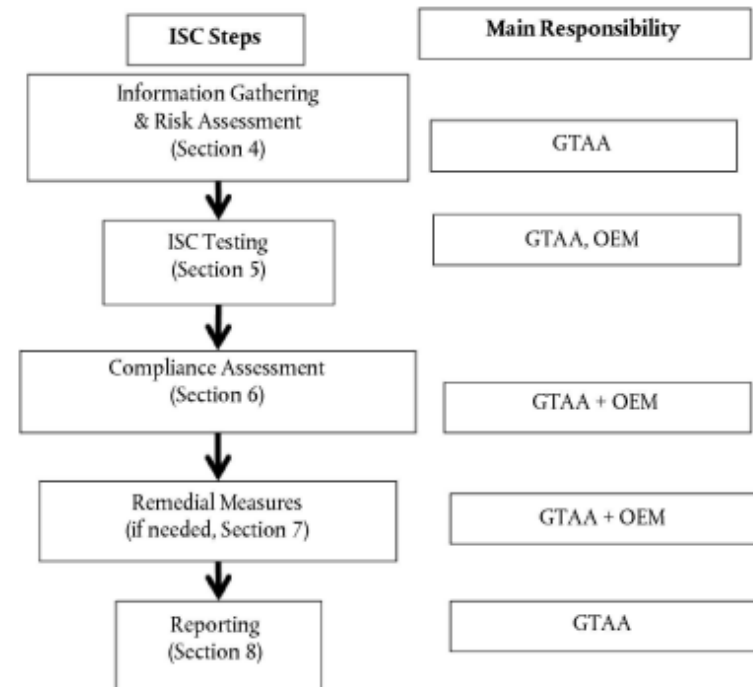 ISC Steps
Main Responsibility
Information Gathering
& Risk Assessment
(Section 4)
GTAA
ISC Testing
(Section 5)
GTAA, OEM
Compliance Assessment
(Section 6)
GTAA + OEM
Remedial Measures
(if needed, Section 7)
GTAA + OEM
Reporting
(Section 8)
GTAA